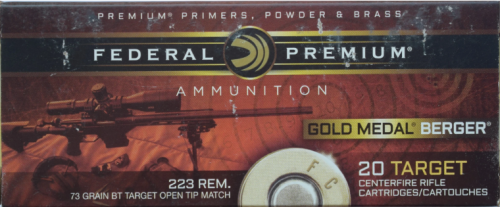 PREMIUM® PRIMERS, POWDER & BRASS
FEDERAL PREMIUM®
AMMUNITION
GOLD MEDAL® BERGER®
223 REM.
73 GRAIN BT TARGET OPEN TIP MATCH
F C
20 TARGET
CENTERFIRE RIFLE
CARTRIDGES/CARTOUCHES